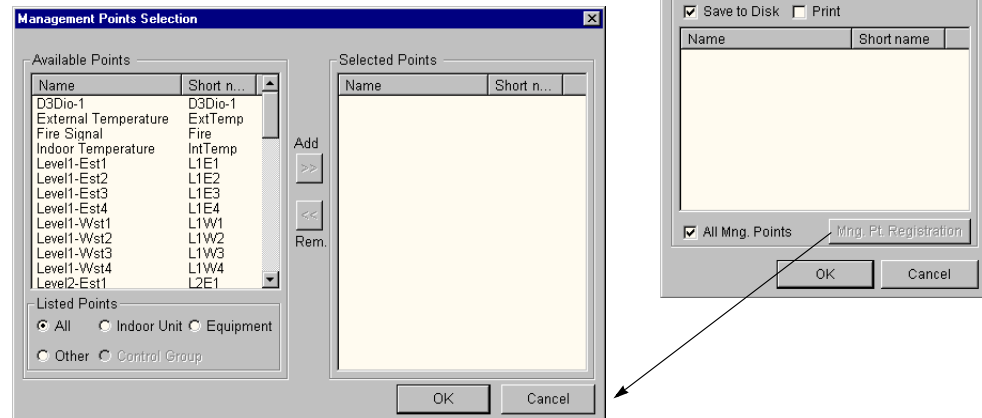 Management Points Selection
Available Points
Name Short n...
D3Dio-1 D3Dio-1
External Temperature ExtTemp
Fire Signal Fire
Indoor Temperature IntTemp
Level1-Est1 L1E1
Level1-Est2 L1E2
Level1-Est3 L1E3
Level1-Est4 L1E4
Level1-Wst1 L1W1
Level1-Wst2 L1W2
Level1-Wst3 L1W3
Level1-Wst4 L1W4
Level2-Est1 L2E1
Listed Points
All Indoor Unit Equipment
Other Control Group
Add
>>
<<
Rem.
Selected Points
Name Short n...
OK Cancel
Save to Disk Print
Name Short name
All Mng. Points Mng. Pt. Registration
OK Cancel